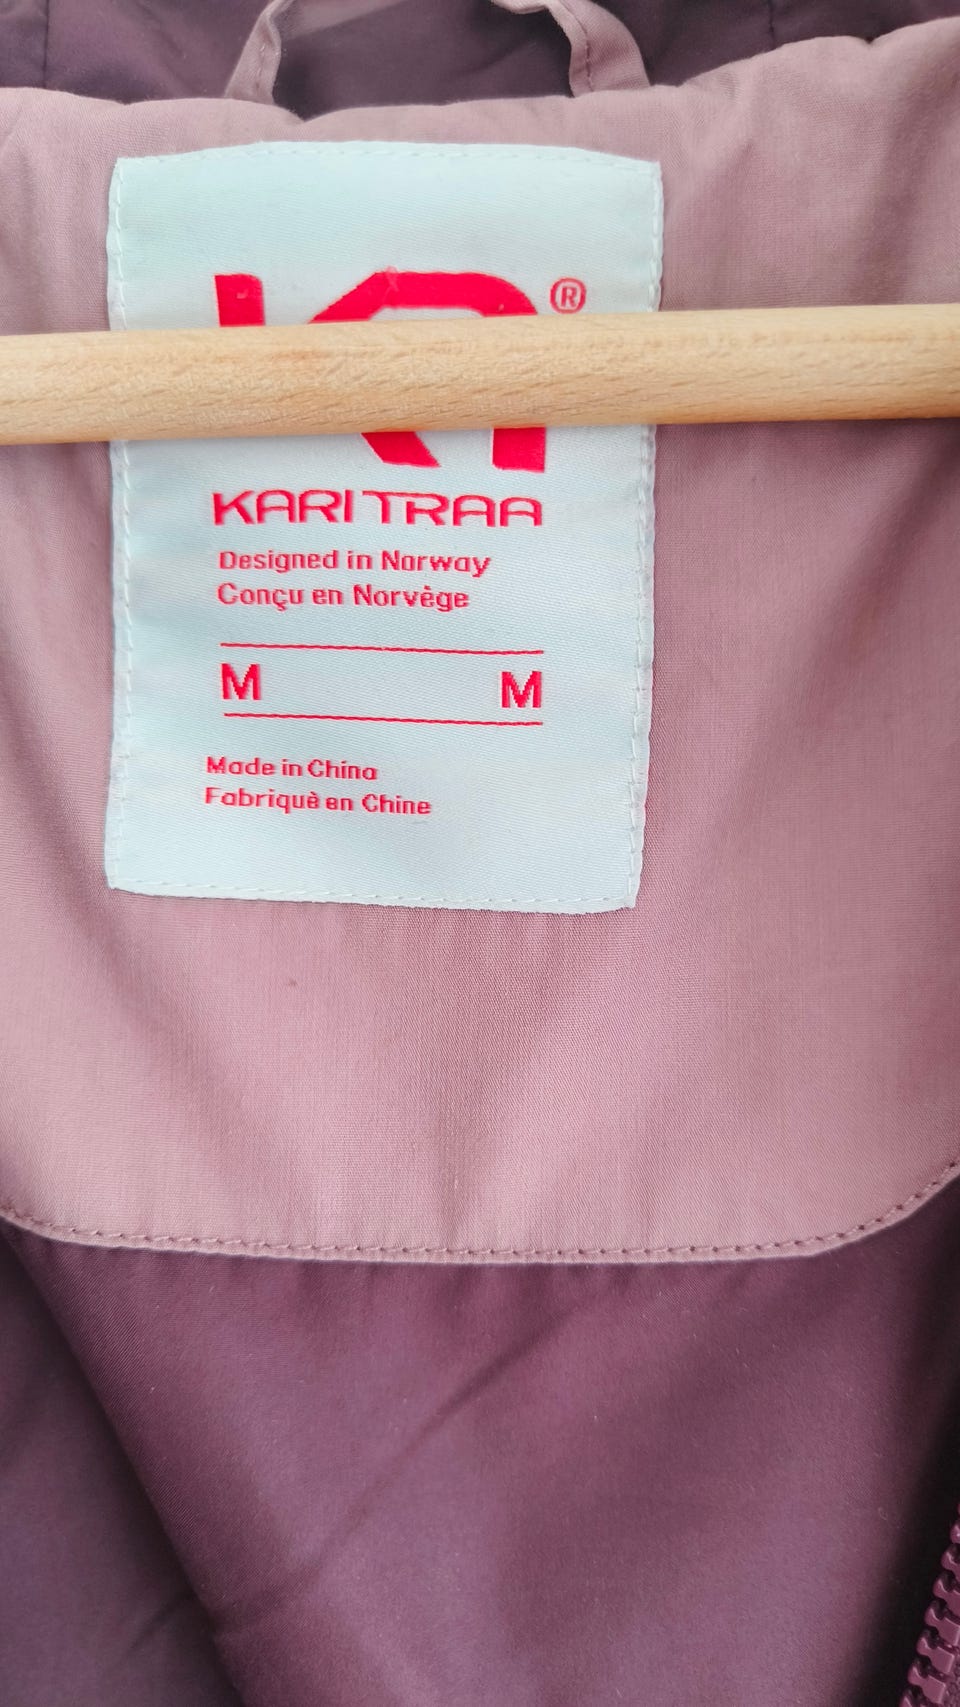 ®
KARI TRAA
Designed in Norway
Conçu en Norvège
M M
Made in China
Fabriquè en Chine